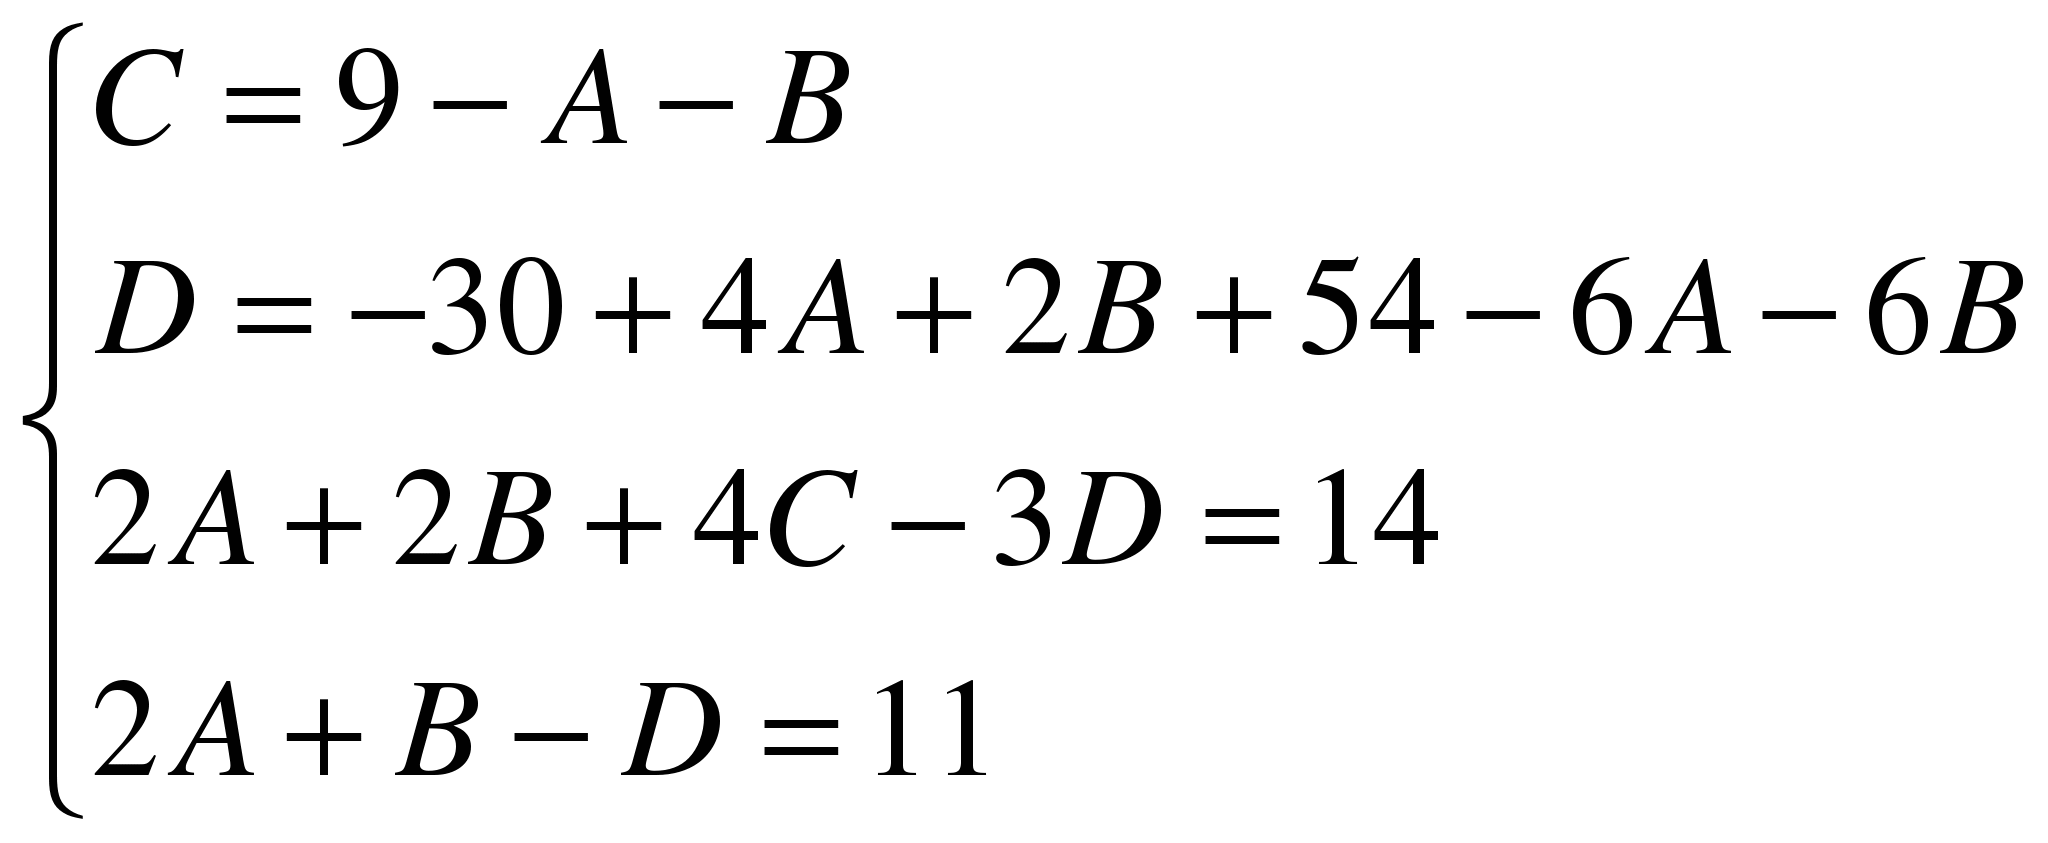 C = 9 − A − B
D = −30 + 4A + 2B + 54 − 6A − 6B
2A + 2B + 4C − 3D = 14
2A + B − D = 11